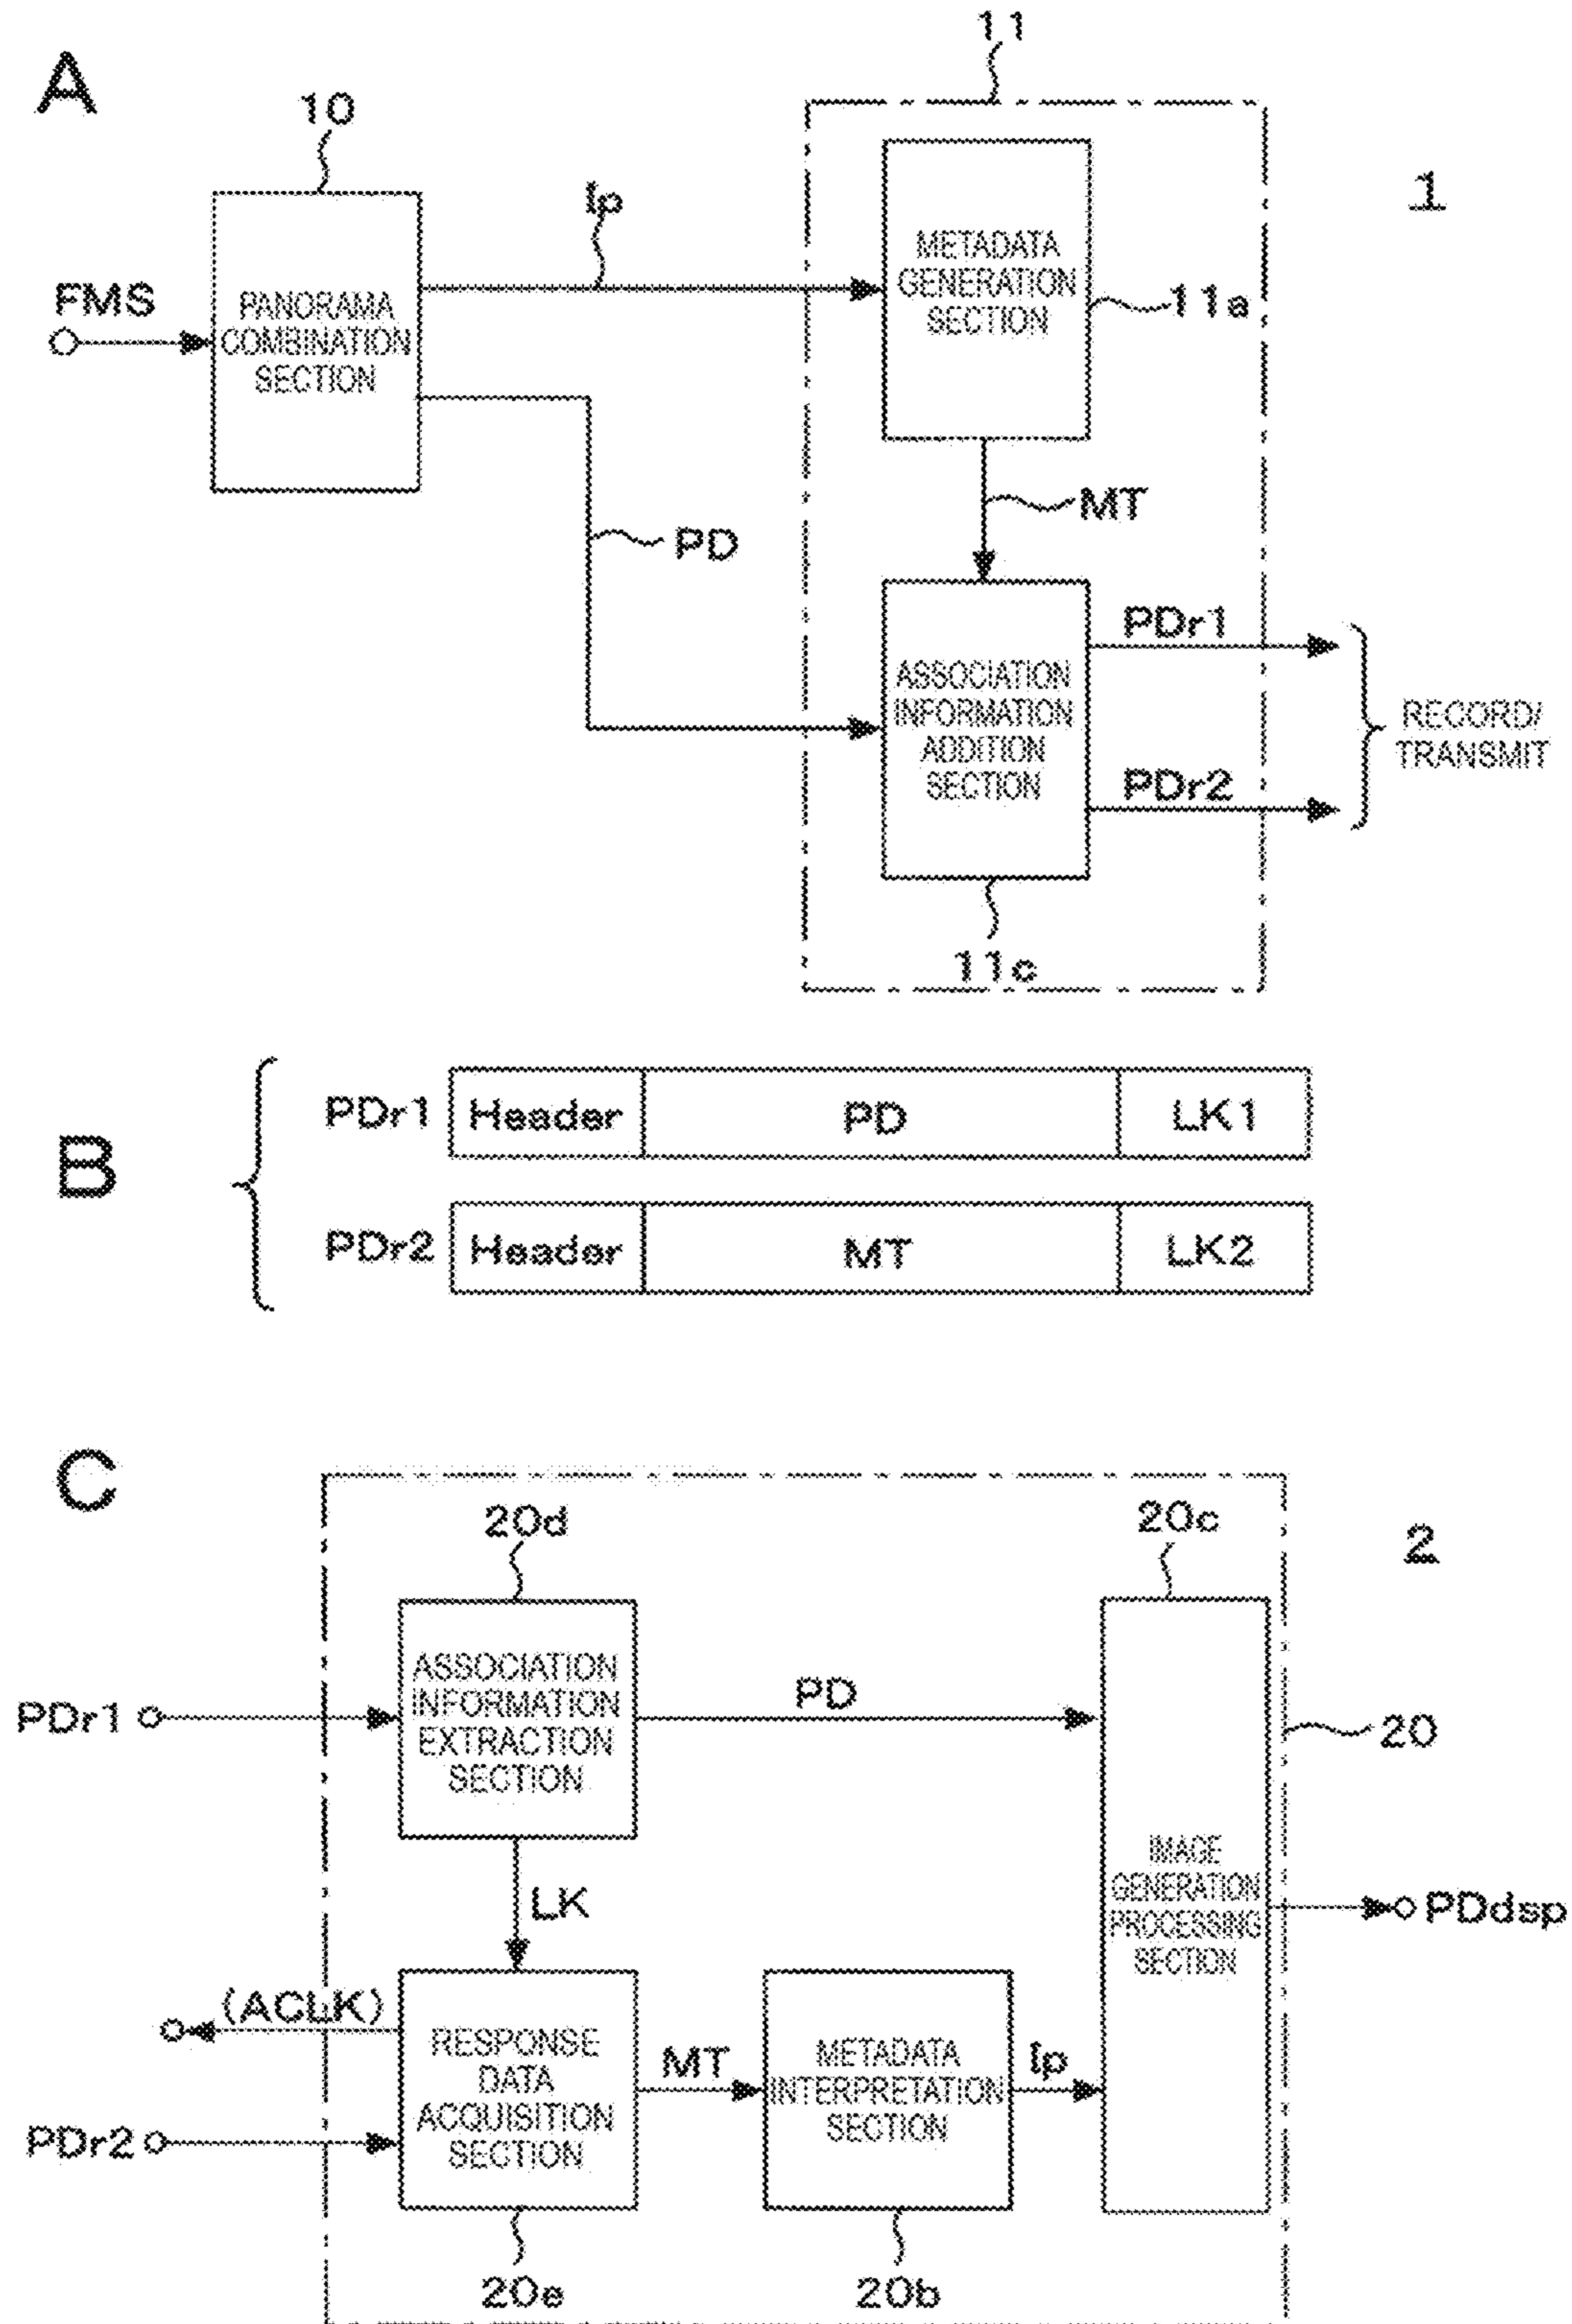 A
11
10
1
Ip
METADATA
GENERATION
SECTION
11a
FMS
PANORAMA
COMBINATION
SECTION
MT
PD
PDr1
ASSOCIATION
INFORMATION
ADDITION
SECTION
RECORD/
TRANSMIT
PDr2
11c
B
PDr1 Header PD LK1
PDr2 Header MT LK2
C
20d
20c
2
ASSOCIATION
INFORMATION
EXTRACTION
SECTION
PDr1
PD
20
IMAGE
GENERATION
PROCESSING
SECTION
LK
PDdsp
(ACLK)
RESPONSE
DATA
ACQUISITION
SECTION
MT
METADATA
INTERPRETATION
SECTION
Ip
PDr2
20e
20b